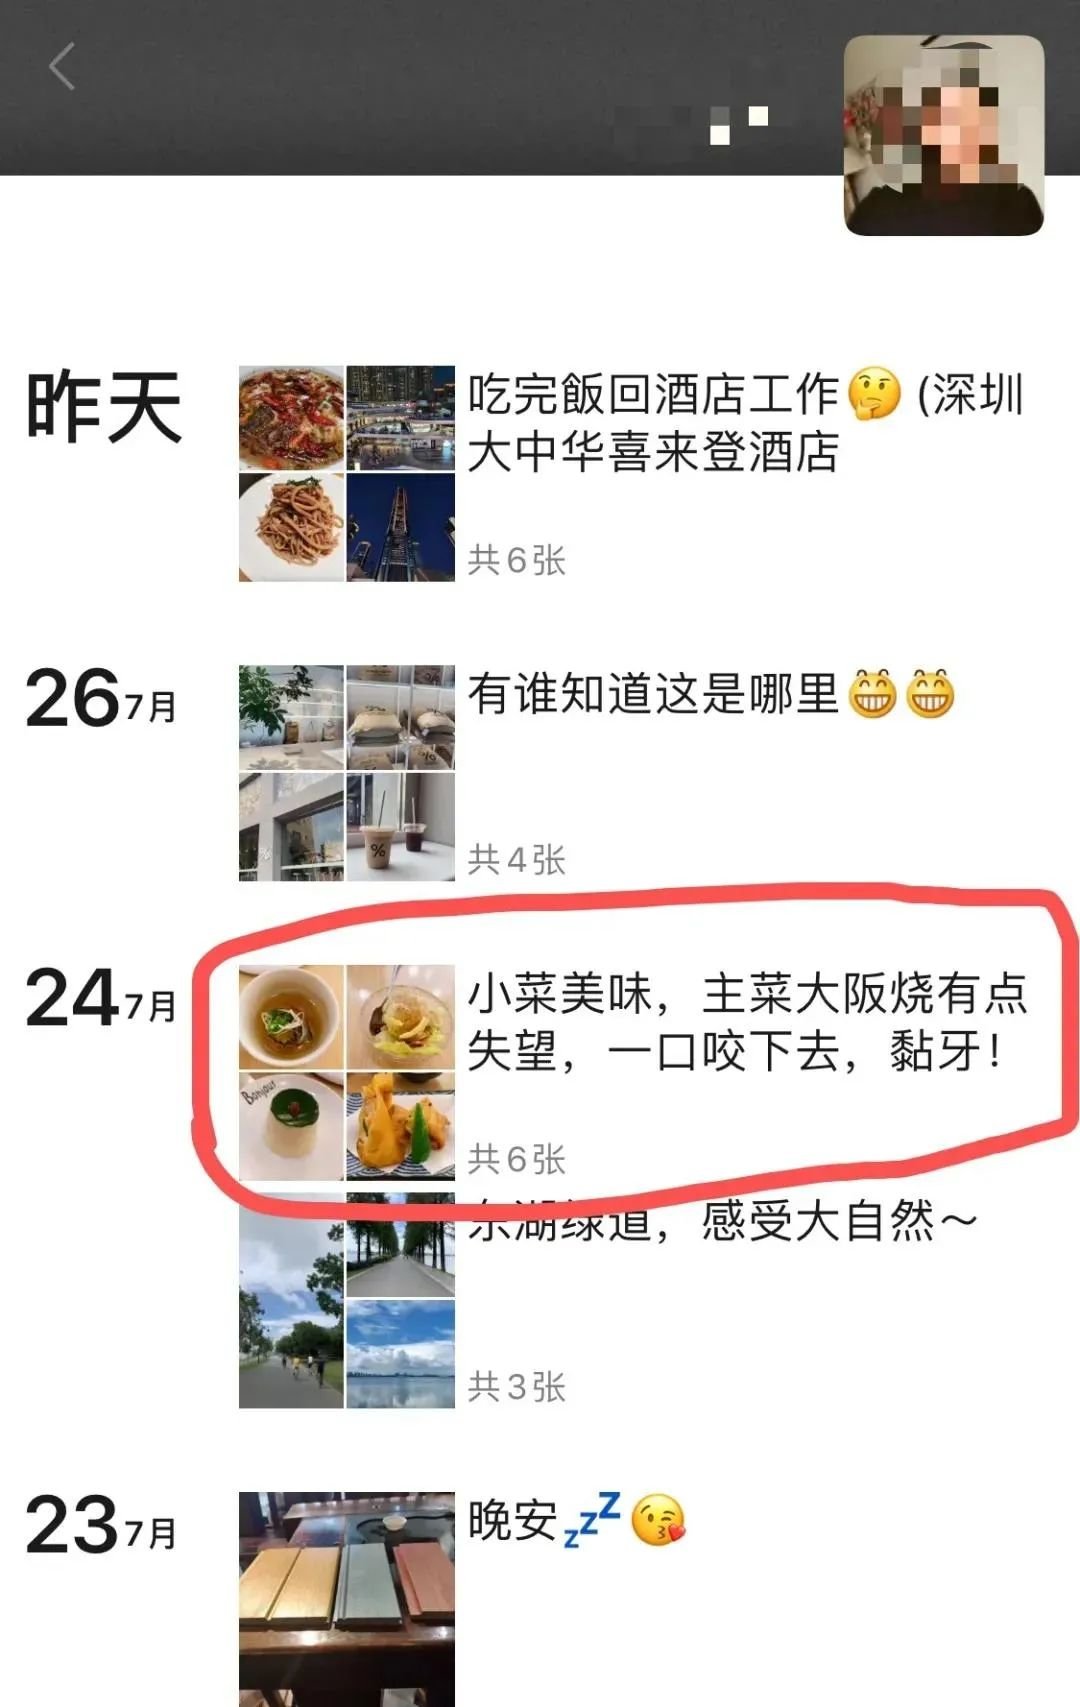 昨天
吃完飯回酒店工作🤔 (深圳
大中华喜来登酒店
共6张
26 7月
有谁知道这是哪里😁😁
%
共4张
24 7月
小菜美味，主菜大阪烧有点
失望，一口咬下去，黏牙！
Bonjour
共6张
东湖绿道，感受大自然～
共3张
23 7月
晚安💤😘